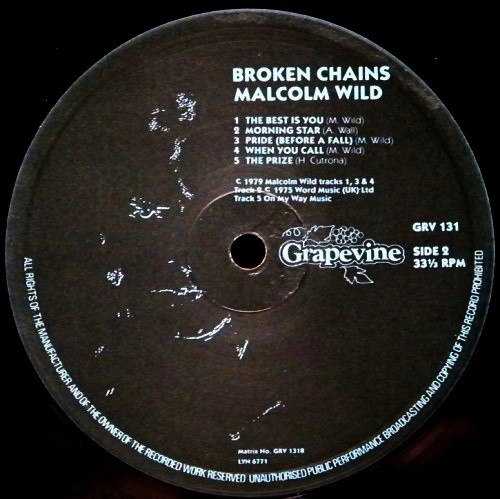 BROKEN CHAINS
MALCOLM WILD
1 THE BEST IS YOU (M. Wild)
2 MORNING STAR (A. Wall)
3 PRIDE (BEFORE A FALL) (M. Wild)
4 WHEN YOU CALL (M. Wild)
5 THE PRIZE (H. Cutrona)
© 1979 Malcolm Wild tracks 1, 3 & 4
Track 2 © 1975 Word Music (UK) Ltd
Track 5 On My Way Music
GRV 131
Grapevine
SIDE 2
33⅓ RPM
Matrix No. GRV 131B
LYN 6771
ALL RIGHTS OF THE MANUFACTURER AND OF THE OWNER OF THE RECORDED WORK RESERVED UNAUTHORISED PUBLIC PERFORMANCE BROADCASTING AND COPYING OF THIS RECORD PROHIBITED